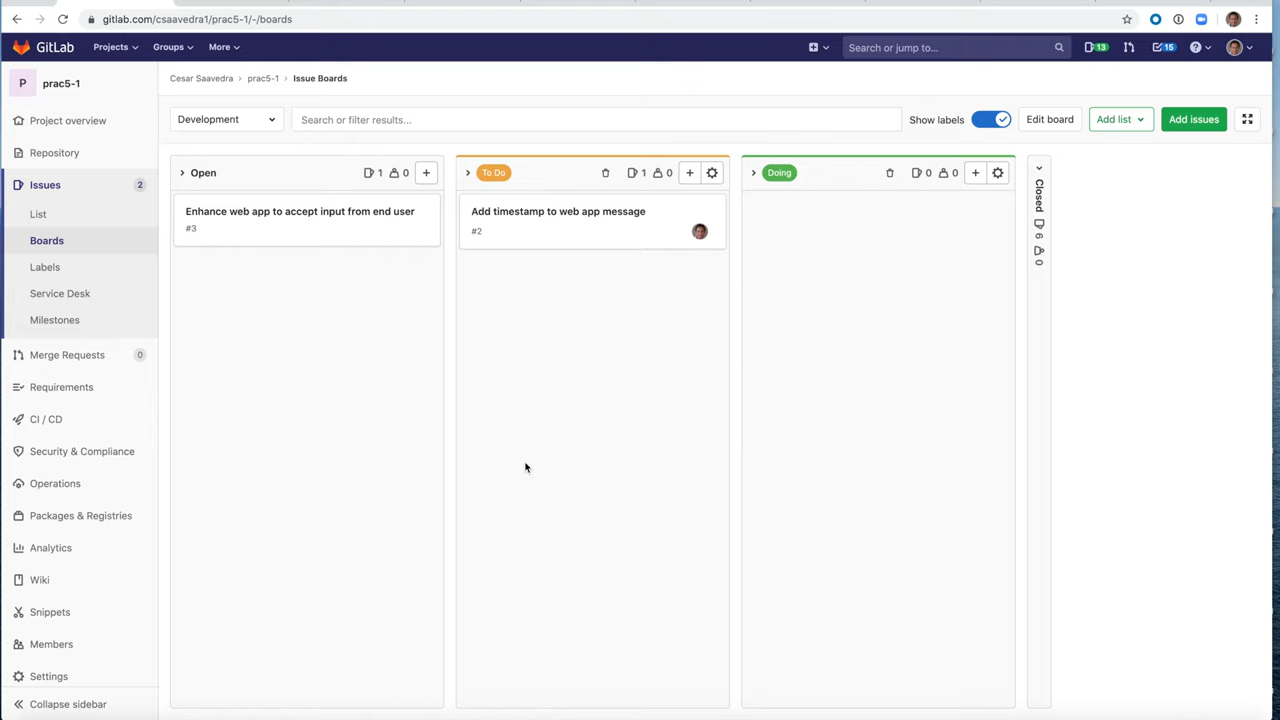 gitlab.com/csaavedra1/prac5-1/-/boards
GitLab
Projects
Groups
More
Search or jump to...
13
15
P
prac5-1
Cesar Saavedra > prac5-1 > Issue Boards
Project overview
Repository
Issues
2
List
Boards
Labels
Service Desk
Milestones
Merge Requests
0
Requirements
CI / CD
Security & Compliance
Operations
Packages & Registries
Analytics
Wiki
Snippets
Members
Settings
Collapse sidebar
Development
Search or filter results...
Show labels
Edit board
Add list
Add issues
Open
1
0
Enhance web app to accept input from end user
#3
To Do
1
0
Add timestamp to web app message
#2
Doing
0
0
Closed
6
0